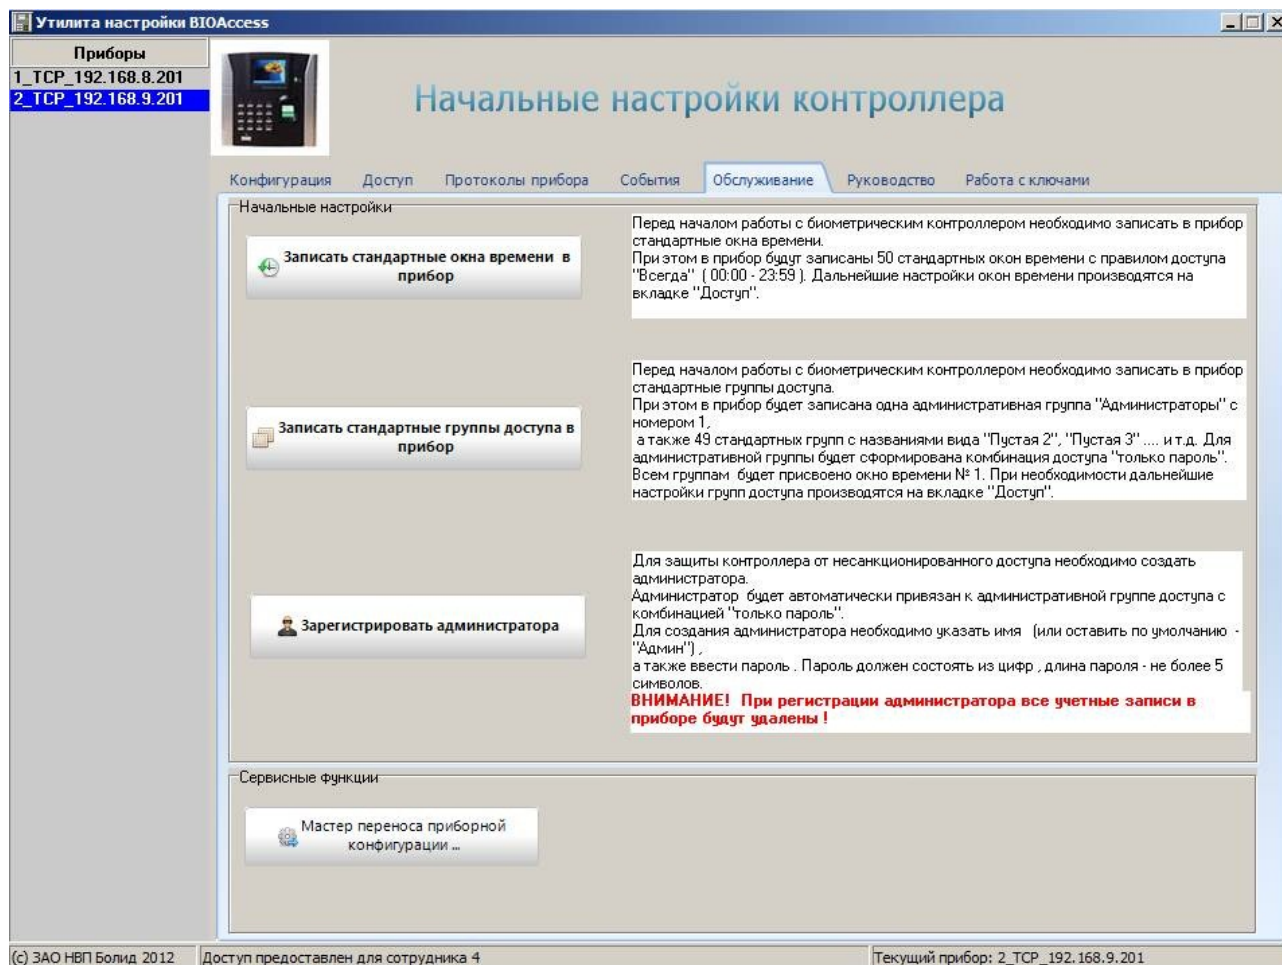 Утилита настройки BIOAccess
Приборы
1_TCP_192.168.8.201
2_TCP_192.168.9.201
Начальные настройки контроллера
Конфигурация Доступ Протоколы прибора События Обслуживание Руководство Работа с ключами
Начальные настройки
Записать стандартные окна времени в
прибор
Перед началом работы с биометрическим контроллером необходимо записать в прибор
стандартные окна времени.
При этом в прибор будут записаны 50 стандартных окон времени с правилом доступа
"Всегда" ( 00:00 - 23:59 ). Дальнейшие настройки окон времени производятся на
вкладке "Доступ".
Записать стандартные группы доступа в
прибор
Перед началом работы с биометрическим контроллером необходимо записать в прибор
стандартные группы доступа.
При этом в прибор будет записана одна административная группа "Администраторы" с
номером 1,
а также 49 стандартных групп с названиями вида "Пустая 2", "Пустая 3" .... и т.д. Для
административной группы будет сформирована комбинация доступа "только пароль".
Всем группам будет присвоено окно времени № 1. При необходимости дальнейшие
настройки групп доступа производятся на вкладке "Доступ".
Зарегистрировать администратора
Для защиты контроллера от несанкционированного доступа необходимо создать
администратора.
Администратор будет автоматически привязан к административной группе доступа с
комбинацией "только пароль".
Для создания администратора необходимо указать имя (или оставить по умолчанию -
"Админ") ,
а также ввести пароль . Пароль должен состоять из цифр , длина пароля - не более 5
символов.
ВНИМАНИЕ! При регистрации администратора все учетные записи в
приборе будут удалены !
Сервисные функции
Мастер переноса приборной
конфигурации ...
(c) ЗАО НВП Болид 2012 Доступ предоставлен для сотрудника 4 Текущий прибор: 2_TCP_192.168.9.201